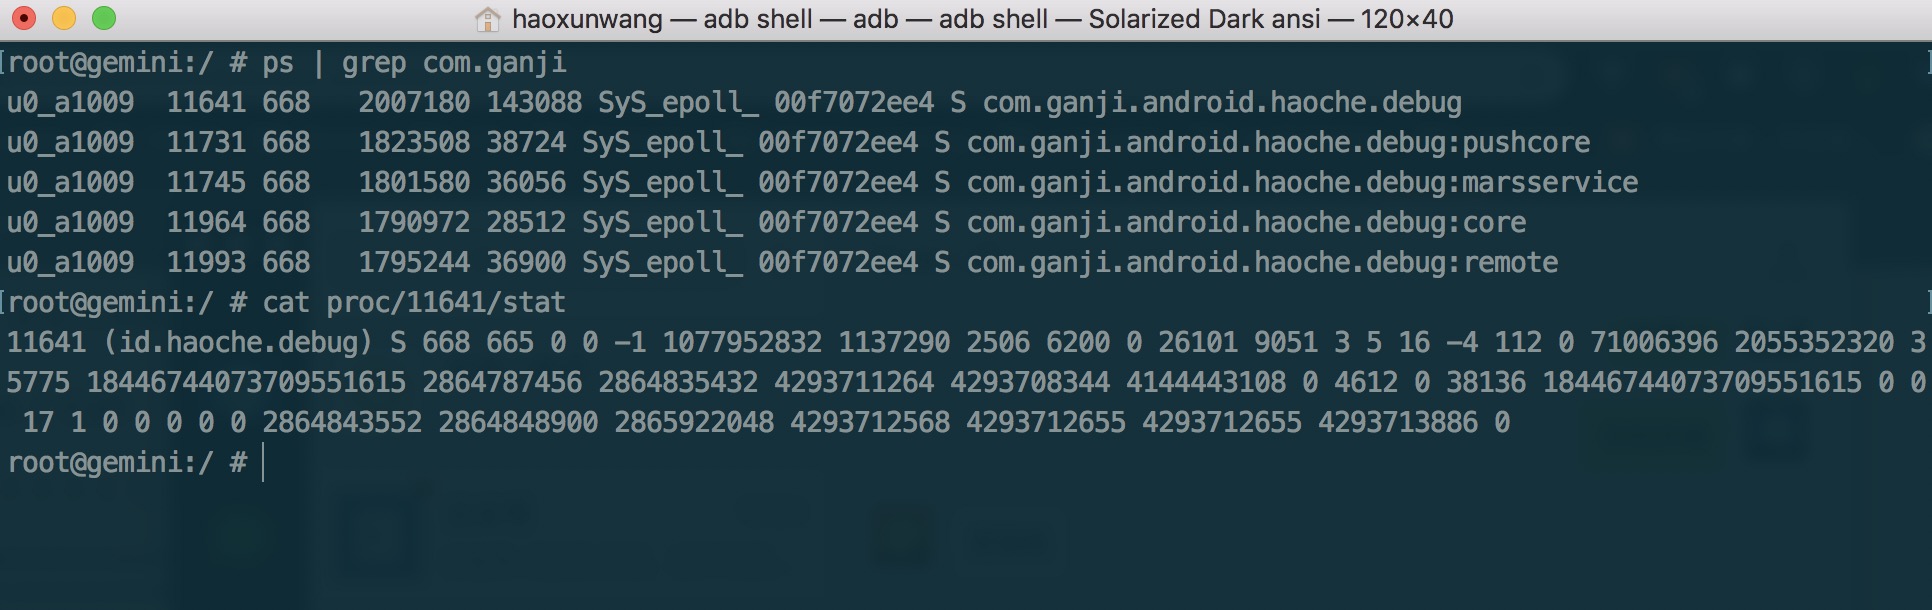 haoxunwang — adb shell — adb — adb shell — Solarized Dark ansi — 120×40
root@gemini:/ # ps | grep com.ganji
u0_a1009  11641 668   2007180 143088 SyS_epoll_ 00f7072ee4 S com.ganji.android.haoche.debug
u0_a1009  11731 668   1823508 38724 SyS_epoll_ 00f7072ee4 S com.ganji.android.haoche.debug:pushcore
u0_a1009  11745 668   1801580 36056 SyS_epoll_ 00f7072ee4 S com.ganji.android.haoche.debug:marsservice
u0_a1009  11964 668   1790972 28512 SyS_epoll_ 00f7072ee4 S com.ganji.android.haoche.debug:core
u0_a1009  11993 668   1795244 36900 SyS_epoll_ 00f7072ee4 S com.ganji.android.haoche.debug:remote
root@gemini:/ # cat proc/11641/stat
11641 (id.haoche.debug) S 668 665 0 0 -1 1077952832 1137290 2506 6200 0 26101 9051 3 5 16 -4 112 0 71006396 2055352320 3
5775 18446744073709551615 2864787456 2864835432 4293711264 4293708344 4144443108 0 4612 0 38136 18446744073709551615 0 0
 17 1 0 0 0 0 0 2864843552 2864848900 2865922048 4293712568 4293712655 4293712655 4293713886 0
root@gemini:/ #